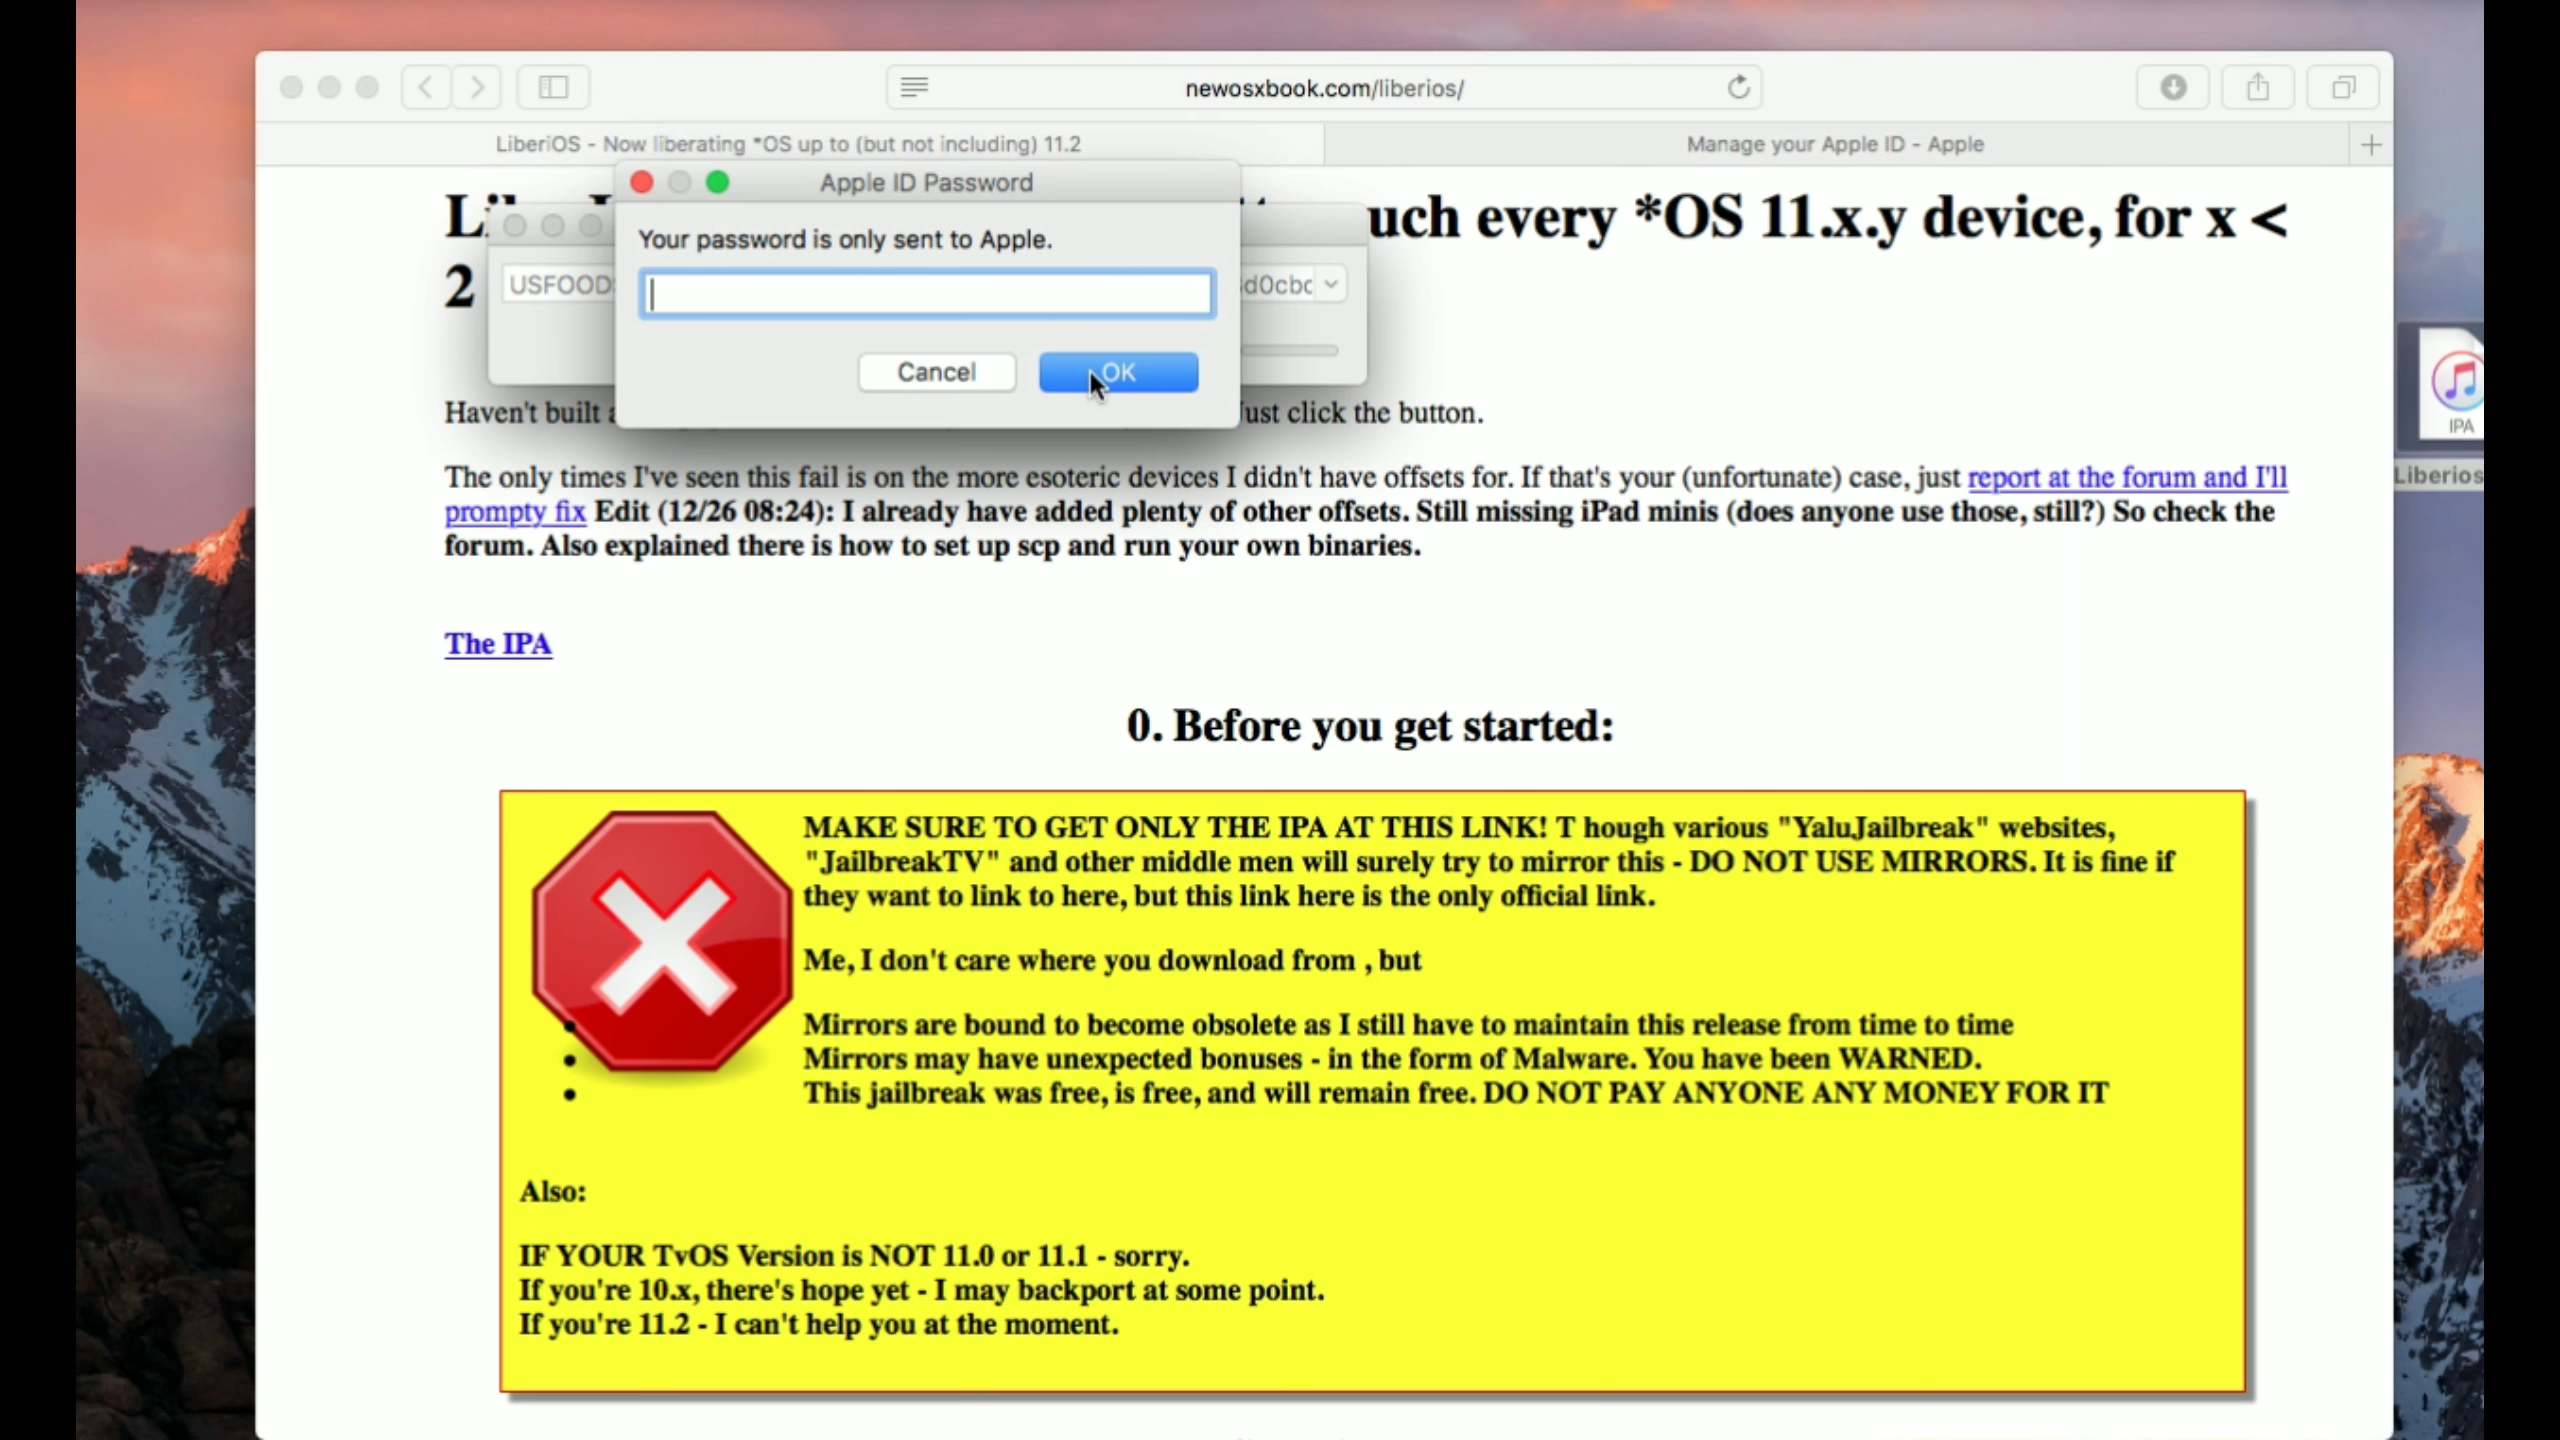 newosxbook.com/liberios/
LiberiOS - Now liberating *OS up to (but not including) 11.2
Manage your Apple ID - Apple
Apple ID Password
uch every *OS 11.x.y device, for x <
2
Your password is only sent to Apple.
USFOOD
d0cbc
Cancel
OK
Haven't built
ust click the button.
IPA
Liberios
The only times I've seen this fail is on the more esoteric devices I didn't have offsets for. If that's your (unfortunate) case, just report at the forum and I'll
prompty fix Edit (12/26 08:24): I already have added plenty of other offsets. Still missing iPad minis (does anyone use those, still?) So check the
forum. Also explained there is how to set up scp and run your own binaries.
The IPA
0. Before you get started:
MAKE SURE TO GET ONLY THE IPA AT THIS LINK! T hough various "YaluJailbreak" websites,
"JailbreakTV" and other middle men will surely try to mirror this - DO NOT USE MIRRORS. It is fine if
they want to link to here, but this link here is the only official link.
Me, I don't care where you download from , but
Mirrors are bound to become obsolete as I still have to maintain this release from time to time
Mirrors may have unexpected bonuses - in the form of Malware. You have been WARNED.
This jailbreak was free, is free, and will remain free. DO NOT PAY ANYONE ANY MONEY FOR IT
Also:
IF YOUR TvOS Version is NOT 11.0 or 11.1 - sorry.
If you're 10.x, there's hope yet - I may backport at some point.
If you're 11.2 - I can't help you at the moment.